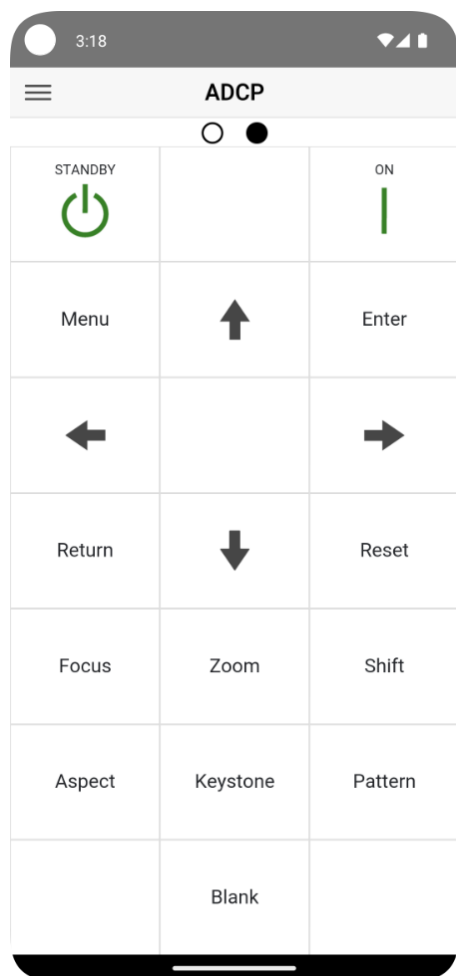 3:18
ADCP
STANDBY
ON
Menu
Enter
Return
Reset
Focus
Zoom
Shift
Aspect
Keystone
Pattern
Blank